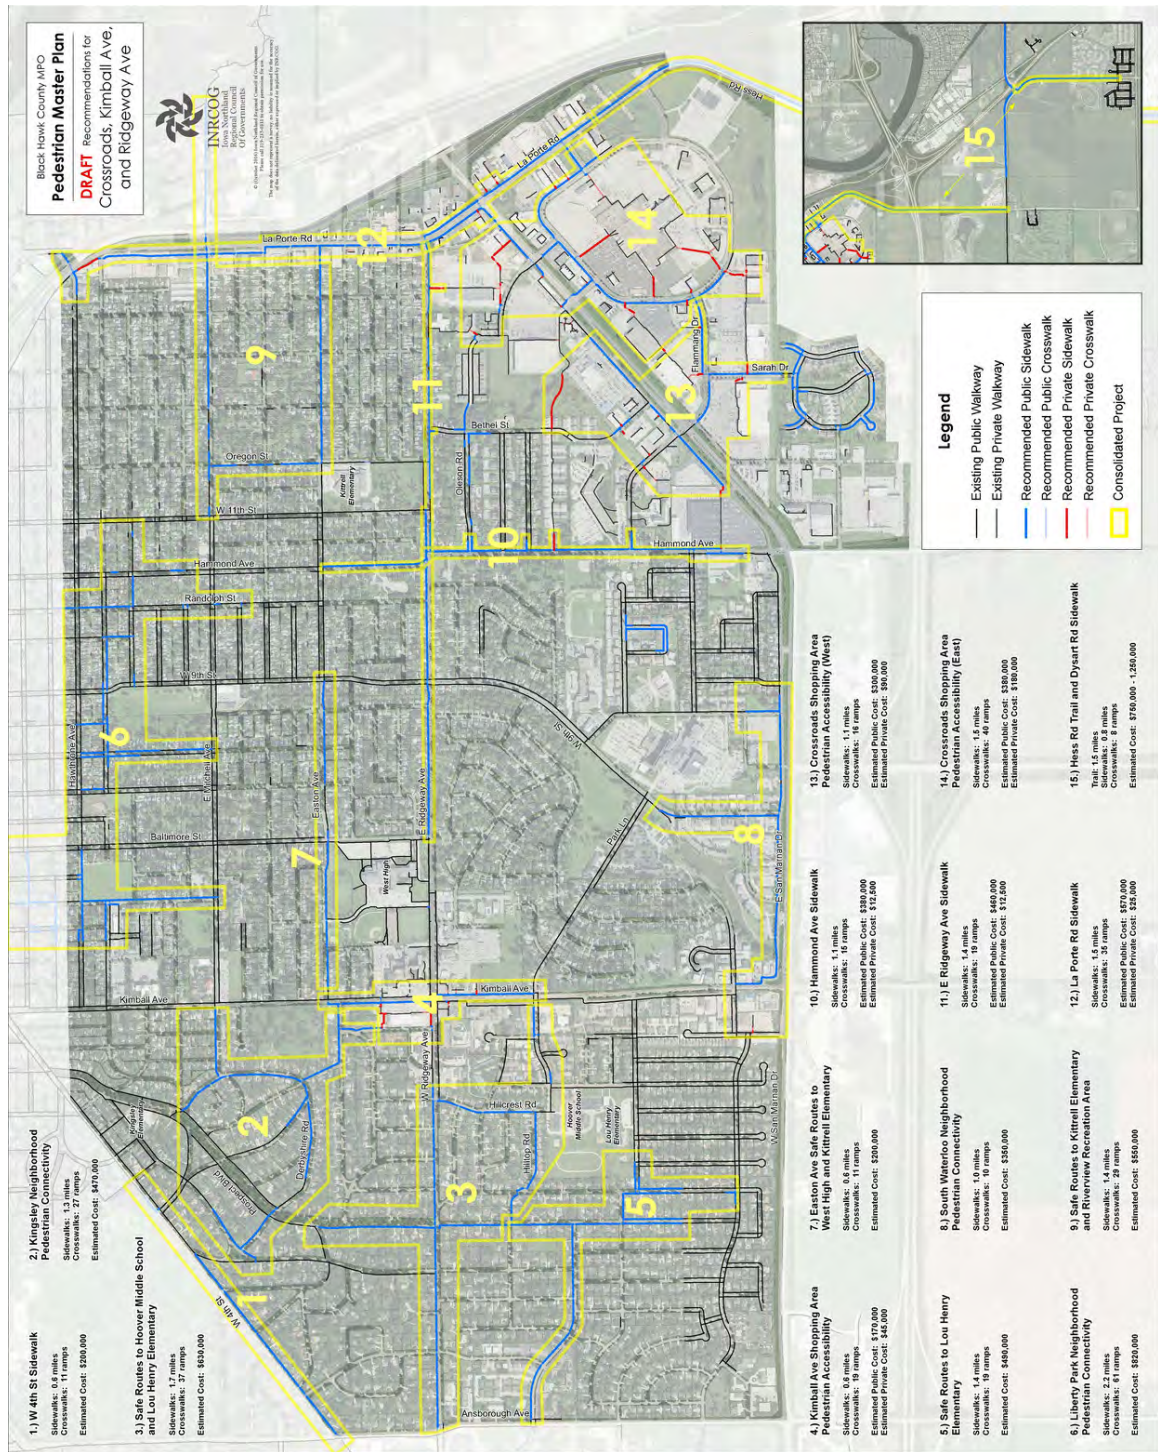 Black Hawk County MPO
Pedestrian Master Plan
DRAFT Recommendations for
Crossroads, Kimball Ave,
and Ridgeway Ave
INRCOG
Iowa Northland
Regional Council
Of Governments
1.) W 4th St Sidewalk
Sidewalks: 0.6 miles
Crosswalks: 11 ramps
Estimated Cost: $200,000
2.) Kingsley Neighborhood
Pedestrian Connectivity
Sidewalks: 1.3 miles
Crosswalks: 27 ramps
Estimated Cost: $470,000
3.) Safe Routes to Hoover Middle School
and Lou Henry Elementary
Sidewalks: 1.7 miles
Crosswalks: 37 ramps
Estimated Cost: $630,000
4.) Kimball Ave Shopping Area
Pedestrian Accessibility
Sidewalks: 0.6 miles
Crosswalks: 19 ramps
Estimated Public Cost: $170,000
Estimated Private Cost: $45,000
5.) Safe Routes to Lou Henry
Elementary
Sidewalks: 1.4 miles
Crosswalks: 19 ramps
Estimated Cost: $490,000
6.) Liberty Park Neighborhood
Pedestrian Connectivity
Sidewalks: 2.2 miles
Crosswalks: 61 ramps
Estimated Cost: $820,000
7.) Easton Ave Safe Routes to
West High and Kittrell Elementary
Sidewalks: 0.6 miles
Crosswalks: 11 ramps
Estimated Cost: $200,000
8.) South Waterloo Neighborhood
Pedestrian Connectivity
Sidewalks: 1.0 miles
Crosswalks: 10 ramps
Estimated Cost: $350,000
9.) Safe Routes to Kittrell Elementary
and Riverview Recreation Area
Sidewalks: 1.4 miles
Crosswalks: 29 ramps
Estimated Cost: $550,000
10.) Hammond Ave Sidewalk
Sidewalks: 1.1 miles
Crosswalks: 15 ramps
Estimated Public Cost: $380,000
Estimated Private Cost: $12,500
11.) E Ridgeway Ave Sidewalk
Sidewalks: 1.4 miles
Crosswalks: 19 ramps
Estimated Public Cost: $460,000
Estimated Private Cost: $12,500
12.) La Porte Rd Sidewalk
Sidewalks: 1.5 miles
Crosswalks: 35 ramps
Estimated Public Cost: $570,000
Estimated Private Cost: $25,000
13.) Crossroads Shopping Area
Pedestrian Accessibility (West)
Sidewalks: 1.1 miles
Crosswalks: 16 ramps
Estimated Public Cost: $300,000
Estimated Private Cost: $90,000
14.) Crossroads Shopping Area
Pedestrian Accessibility (East)
Sidewalks: 1.5 miles
Crosswalks: 40 ramps
Estimated Public Cost: $380,000
Estimated Private Cost: $180,000
15.) Hess Rd Trail and Dysart Rd Sidewalk
Trail: 1.5 miles
Sidewalks: 0.8 miles
Crosswalks: 8 ramps
Estimated Cost: $750,000 - 1,250,000
Legend
Existing Public Walkway
Existing Private Walkway
Recommended Public Sidewalk
Recommended Public Crosswalk
Recommended Private Sidewalk
Recommended Private Crosswalk
Consolidated Project
1
2
3
4
5
6
7
8
9
10
11
12
13
14
15
W 4th St
Prospect Blvd
Derbyshire Rd
Kingsley
Elementary
Kimball Ave
Kimball Ave
W Ridgeway Ave
Hillcrest Rd
Hilltop Rd
Hoover
Middle School
Lou Henry
Elementary
Ansborough Ave
W San Marnan Dr
E San Marnan Dr
Park Ln
W 9th St
W 9th St
Baltimore St
E Mitchell Ave
Hawthorne Ave
Easton Ave
E Ridgeway Ave
West High
Randolph St
Hammond Ave
Hammond Ave
W 11th St
Oregon St
Kittrell
Elementary
Oleson Rd
Bethel St
Flammang Dr
Sarah Dr
La Porte Rd
La Porte Rd
Hess Rd